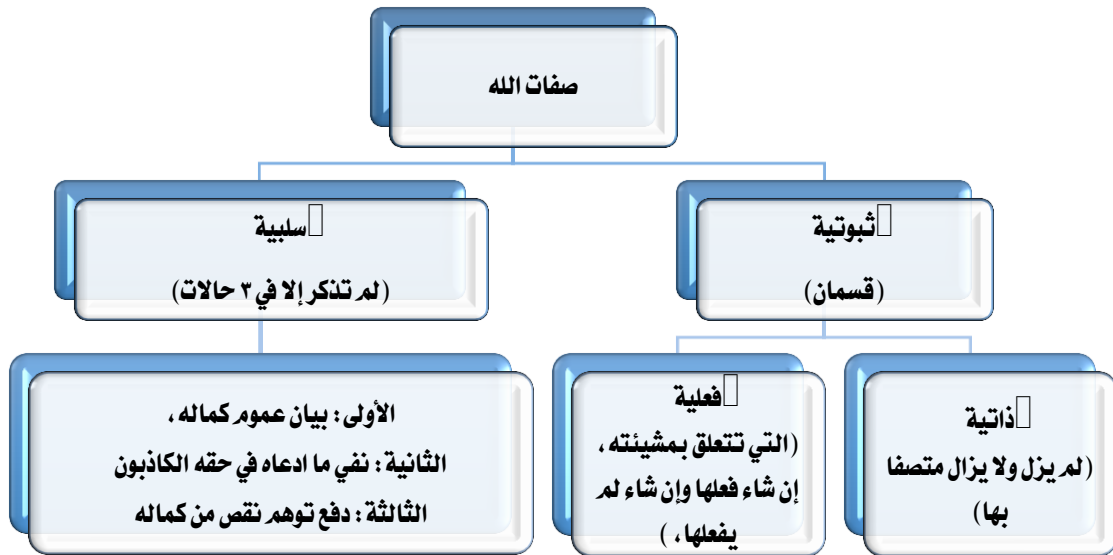 صفات الله
ثبوتية
(قسمان)
سلبية
(لم تذكر إلا في ٣ حالات)
ذاتية
(لم يزل ولا يزال متصفا
بها)
فعلية
(التي تتعلق بمشيئته ،
إن شاء فعلها وإن شاء لم
يفعلها ، )
الأولى : بيان عموم كماله ،
الثانية : نفي ما ادعاه في حقه الكاذبون
الثالثة : دفع توهم نقص من كماله